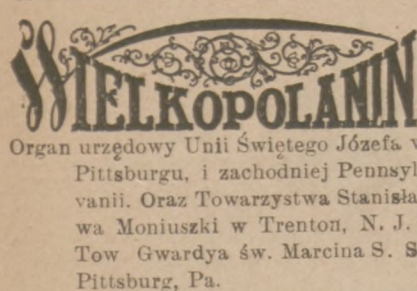 WIELKOPOLANIN
Organ urzędowy Unii Świętego Józefa
Pittsburgu, i zachodniej Pennsyl
vanii. Oraz Towarzystwa Stanisła
wa Moniuszki w Trenton, N. J.
Tow Gwardya św. Marcina S. S
Pittsburg, Pa.